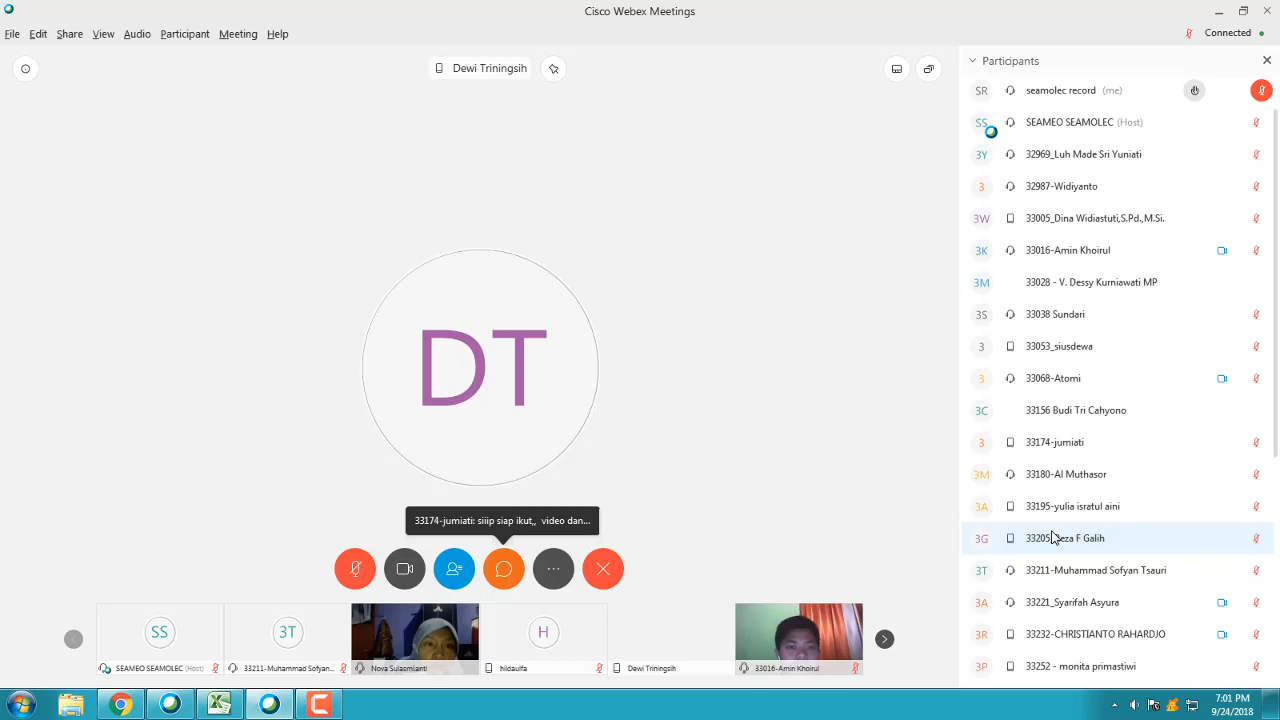 Cisco Webex Meetings
File Edit Share View Audio Participant Meeting Help
Connected
Dewi Triningsih
Participants
SR seamolec record (me)
SS SEAMEO SEAMOLEC (Host)
3Y 32969_Luh Made Sri Yuniati
3 32987-Widiyanto
3W 33005_Dina Widiastuti,S.Pd.,M.Si.
3K 33016-Amin Khoirul
3M 33028 - V. Dessy Kurniawati MP
3S 33038 Sundari
3 33053_siusdewa
3 33068-Atomi
3C 33156 Budi Tri Cahyono
3 33174-jumiati
3M 33180-Al Muthasor
3A 33195-yulia isratul aini
3G 33205 eza F Galih
3T 33211-Muhammad Sofyan Tsauri
3A 33221_Syarifah Asyura
3R 33232-CHRISTIANTO RAHARDJO
3P 33252 - monita primastiwi
DT
33174-jumiati: siiip siap ikut,, video dan...
SS
SEAMEO SEAMOLEC (Host)
3T
33211-Muhammad Sofyan...
Nova Sulasmianti
H
hildaulfa
Dewi Triningsih
33016-Amin Khoirul
7:01 PM
9/24/2018